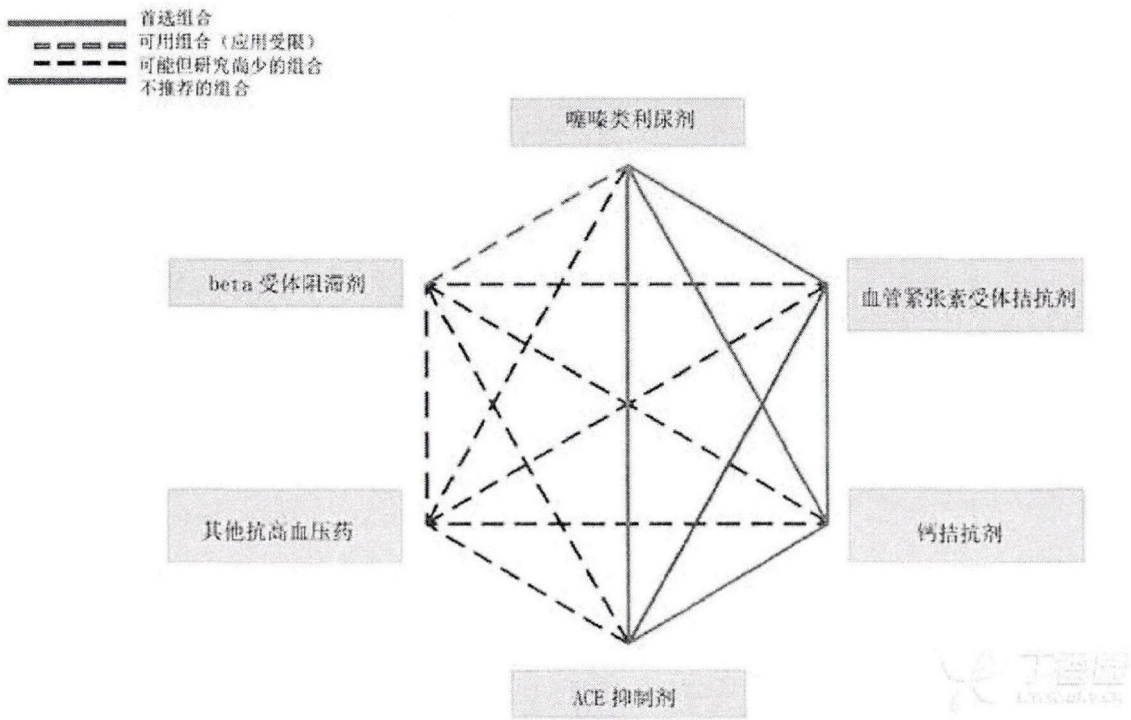 首选组合
可用组合（应用受限）
可能但研究尚少的组合
不推荐的组合
噻嗪类利尿剂
beta 受体阻滞剂
血管紧张素受体拮抗剂
其他抗高血压药
钙拮抗剂
ACE 抑制剂
丁香园